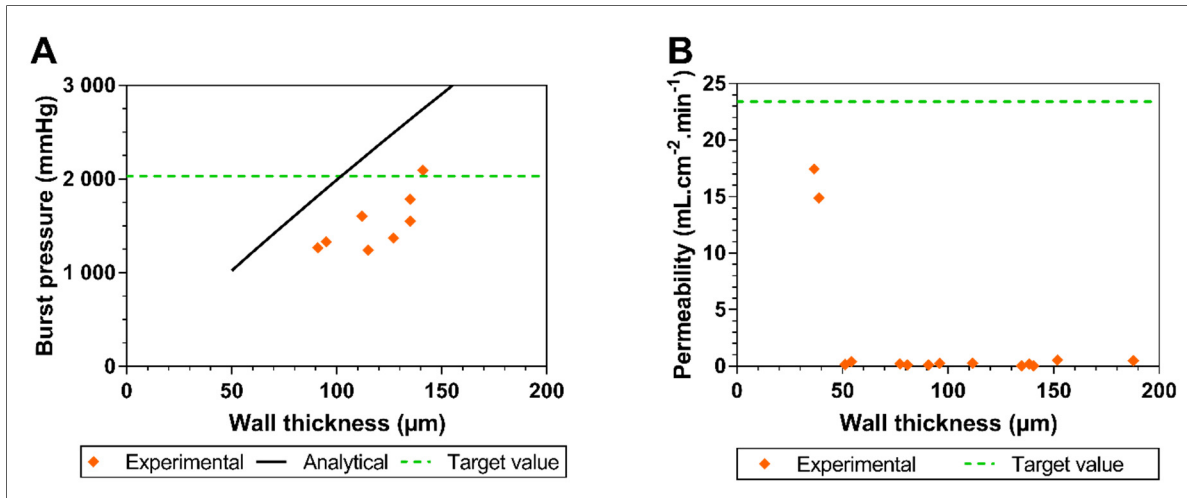 A
Burst pressure (mmHg)
3 000
2 000
1 000
0
0 50 100 150 200
Wall thickness (µm)
Experimental Analytical Target value
B
Permeability (mL.cm⁻².min⁻¹)
25
20
15
10
5
0
0 50 100 150 200
Wall thickness (µm)
Experimental Target value